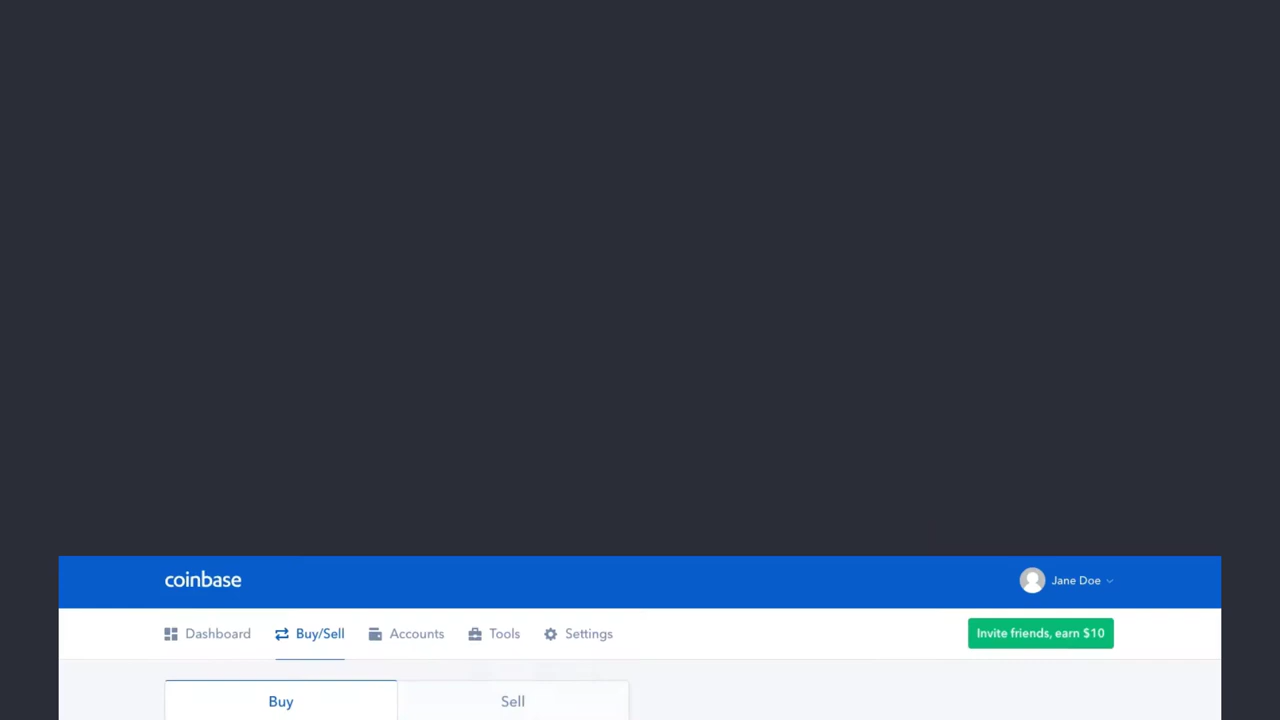 coinbase
Jane Doe
Dashboard Buy/Sell Accounts Tools Settings Invite friends, earn $10
Buy Sell